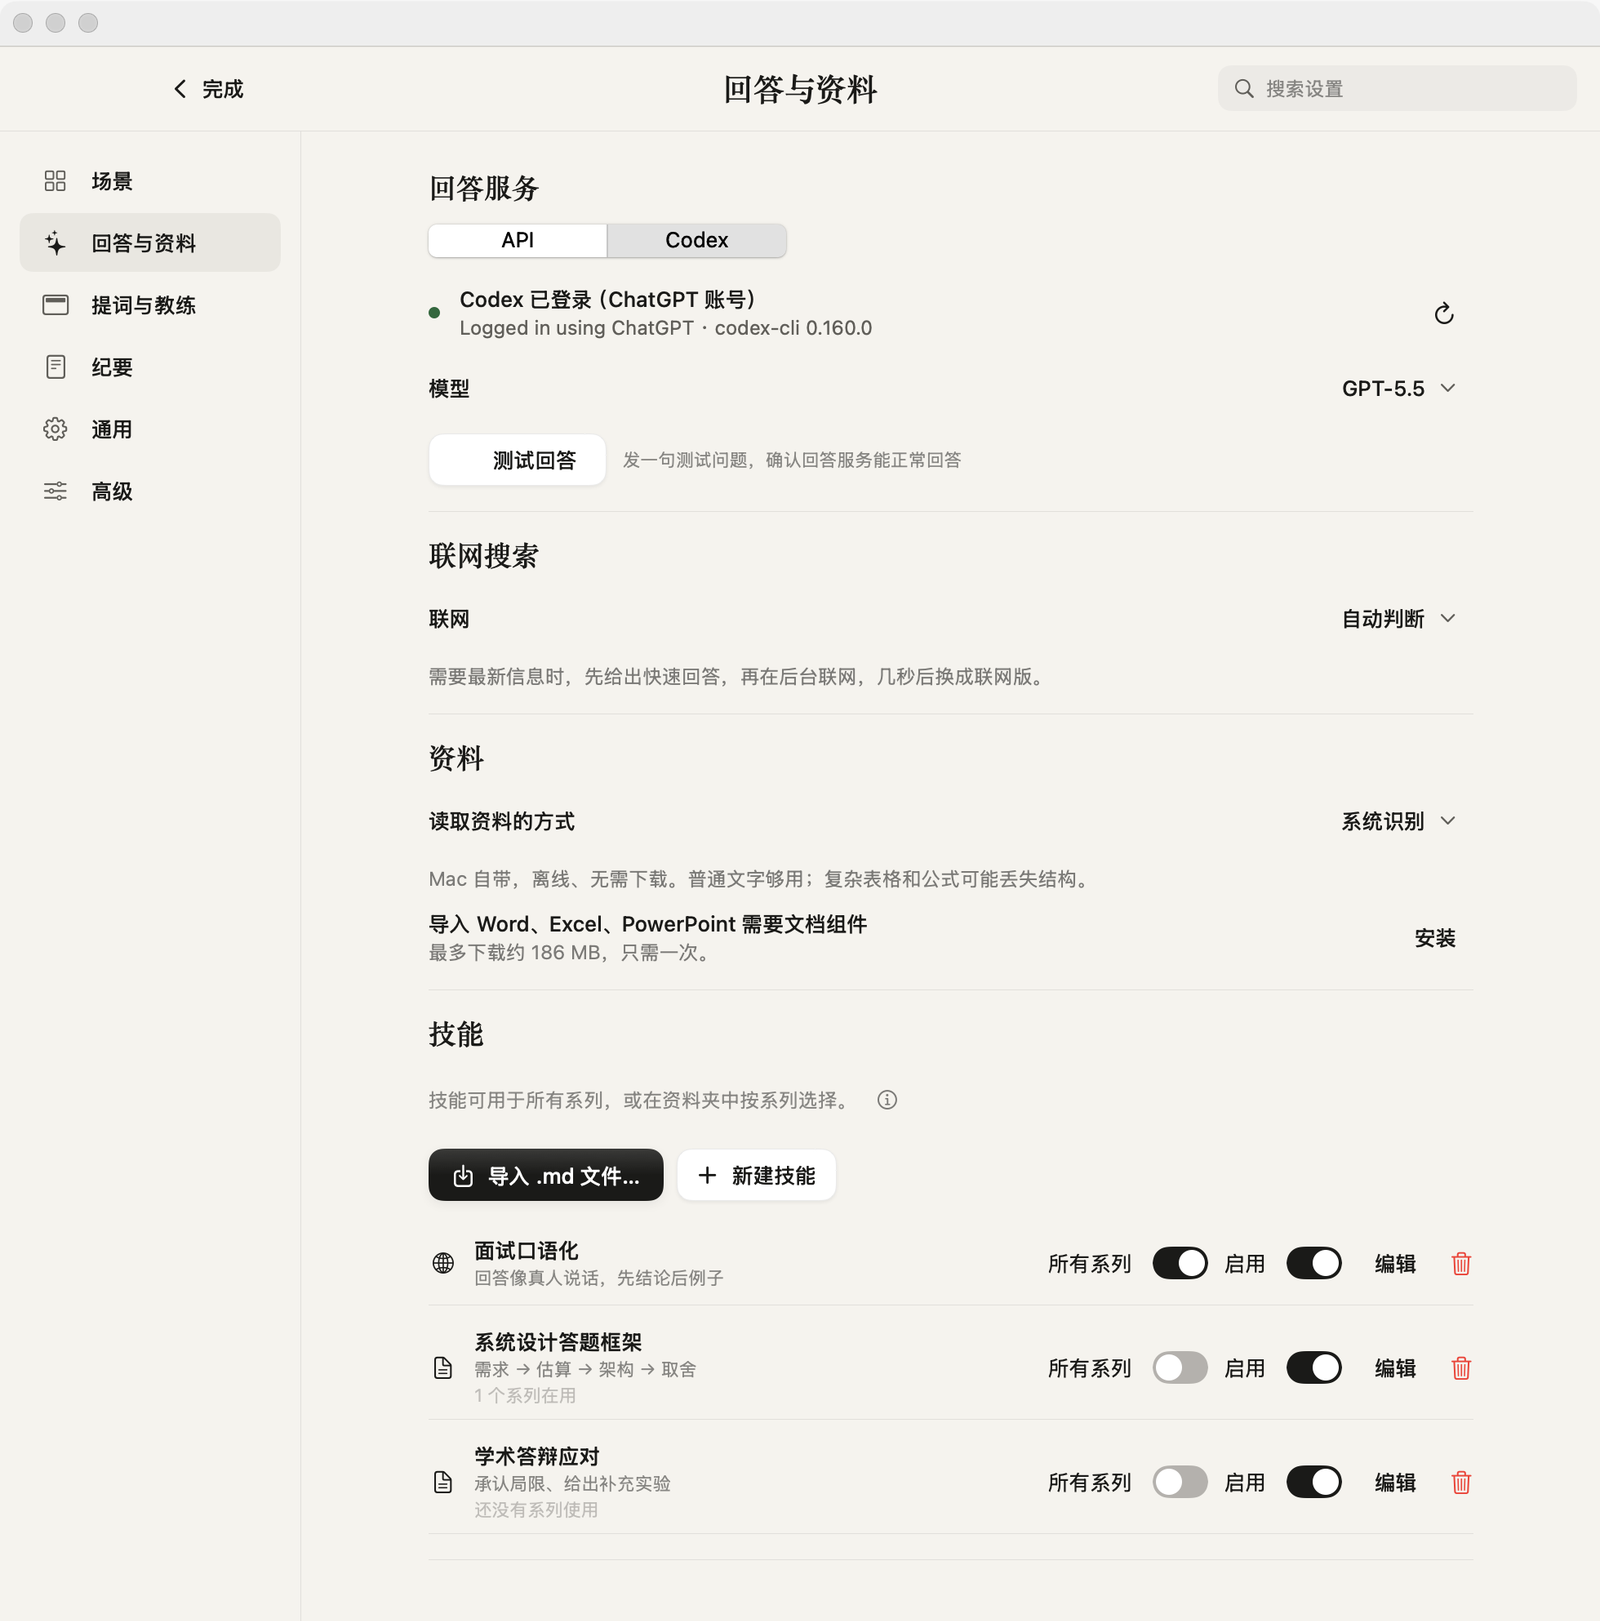 完成
回答与资料
搜索设置
场景
回答与资料
提词与教练
纪要
通用
高级
回答服务
API
Codex
Codex 已登录（ChatGPT 账号）
Logged in using ChatGPT · codex-cli 0.160.0
模型
GPT-5.5
测试回答
发一句测试问题，确认回答服务能正常回答
联网搜索
联网
自动判断
需要最新信息时，先给出快速回答，再在后台联网，几秒后换成联网版。
资料
读取资料的方式
系统识别
Mac 自带，离线、无需下载。普通文字够用；复杂表格和公式可能丢失结构。
导入 Word、Excel、PowerPoint 需要文档组件
最多下载约 186 MB，只需一次。
安装
技能
技能可用于所有系列，或在资料夹中按系列选择。
导入 .md 文件...
新建技能
面试口语化
回答像真人说话，先结论后例子
所有系列
启用
编辑
系统设计答题框架
需求 → 估算 → 架构 → 取舍
1 个系列在用
所有系列
启用
编辑
学术答辩应对
承认局限、给出补充实验
还没有系列使用
所有系列
启用
编辑